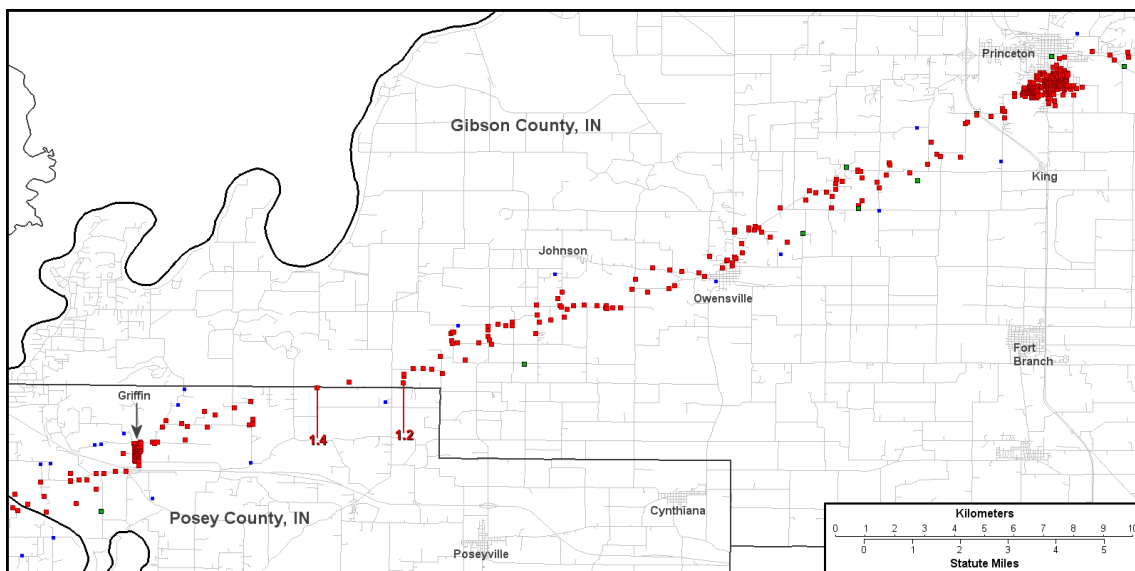 Princeton
Gibson County, IN
King
Johnson
Owensville
Fort
Branch
Griffin
1.4
1.2
Cynthiana
Posey County, IN
Poseyville
Kilometers
0 1 2 3 4 5 6 7 8 9 10
0 1 2 3 4 5
Statute Miles